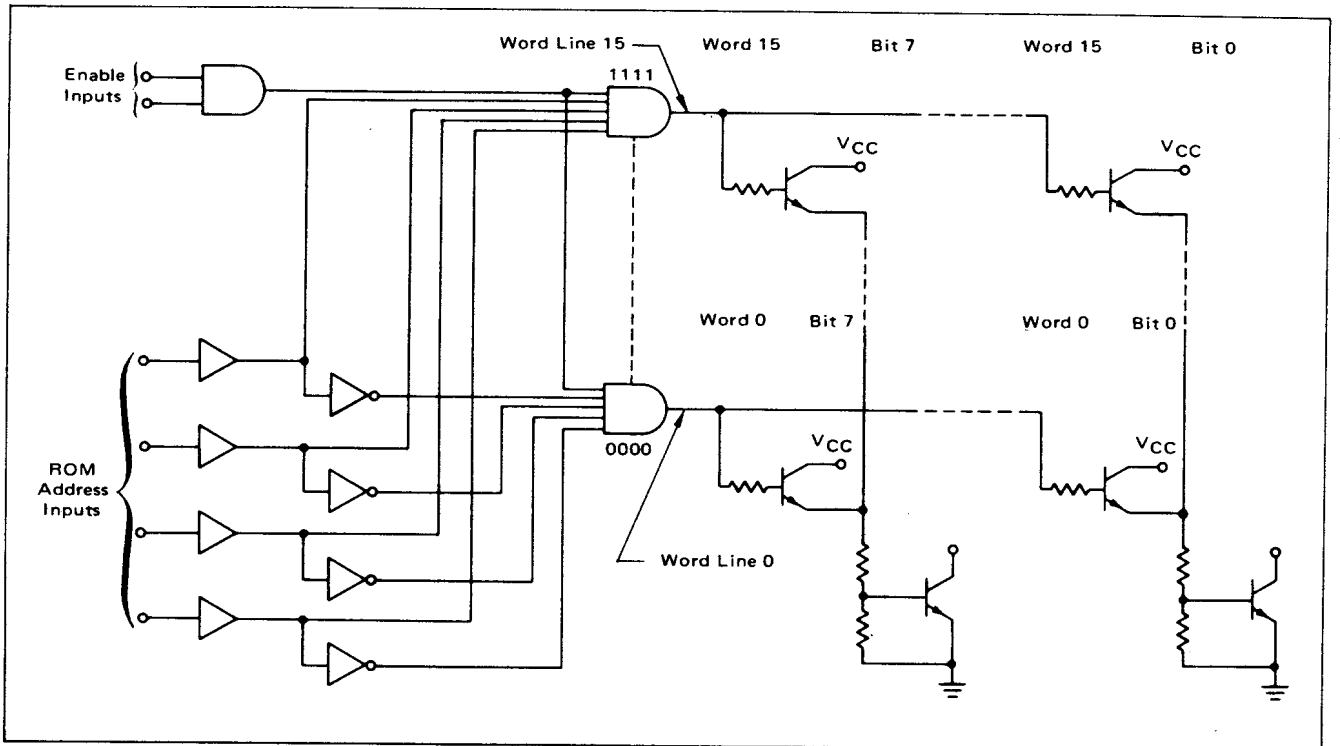 Word Line 15 Word 15 Bit 7 Word 15 Bit 0
Enable
Inputs
1111
VCC VCC
Word 0 Bit 7 Word 0 Bit 0
0000
VCC VCC
ROM
Address
Inputs
Word Line 0